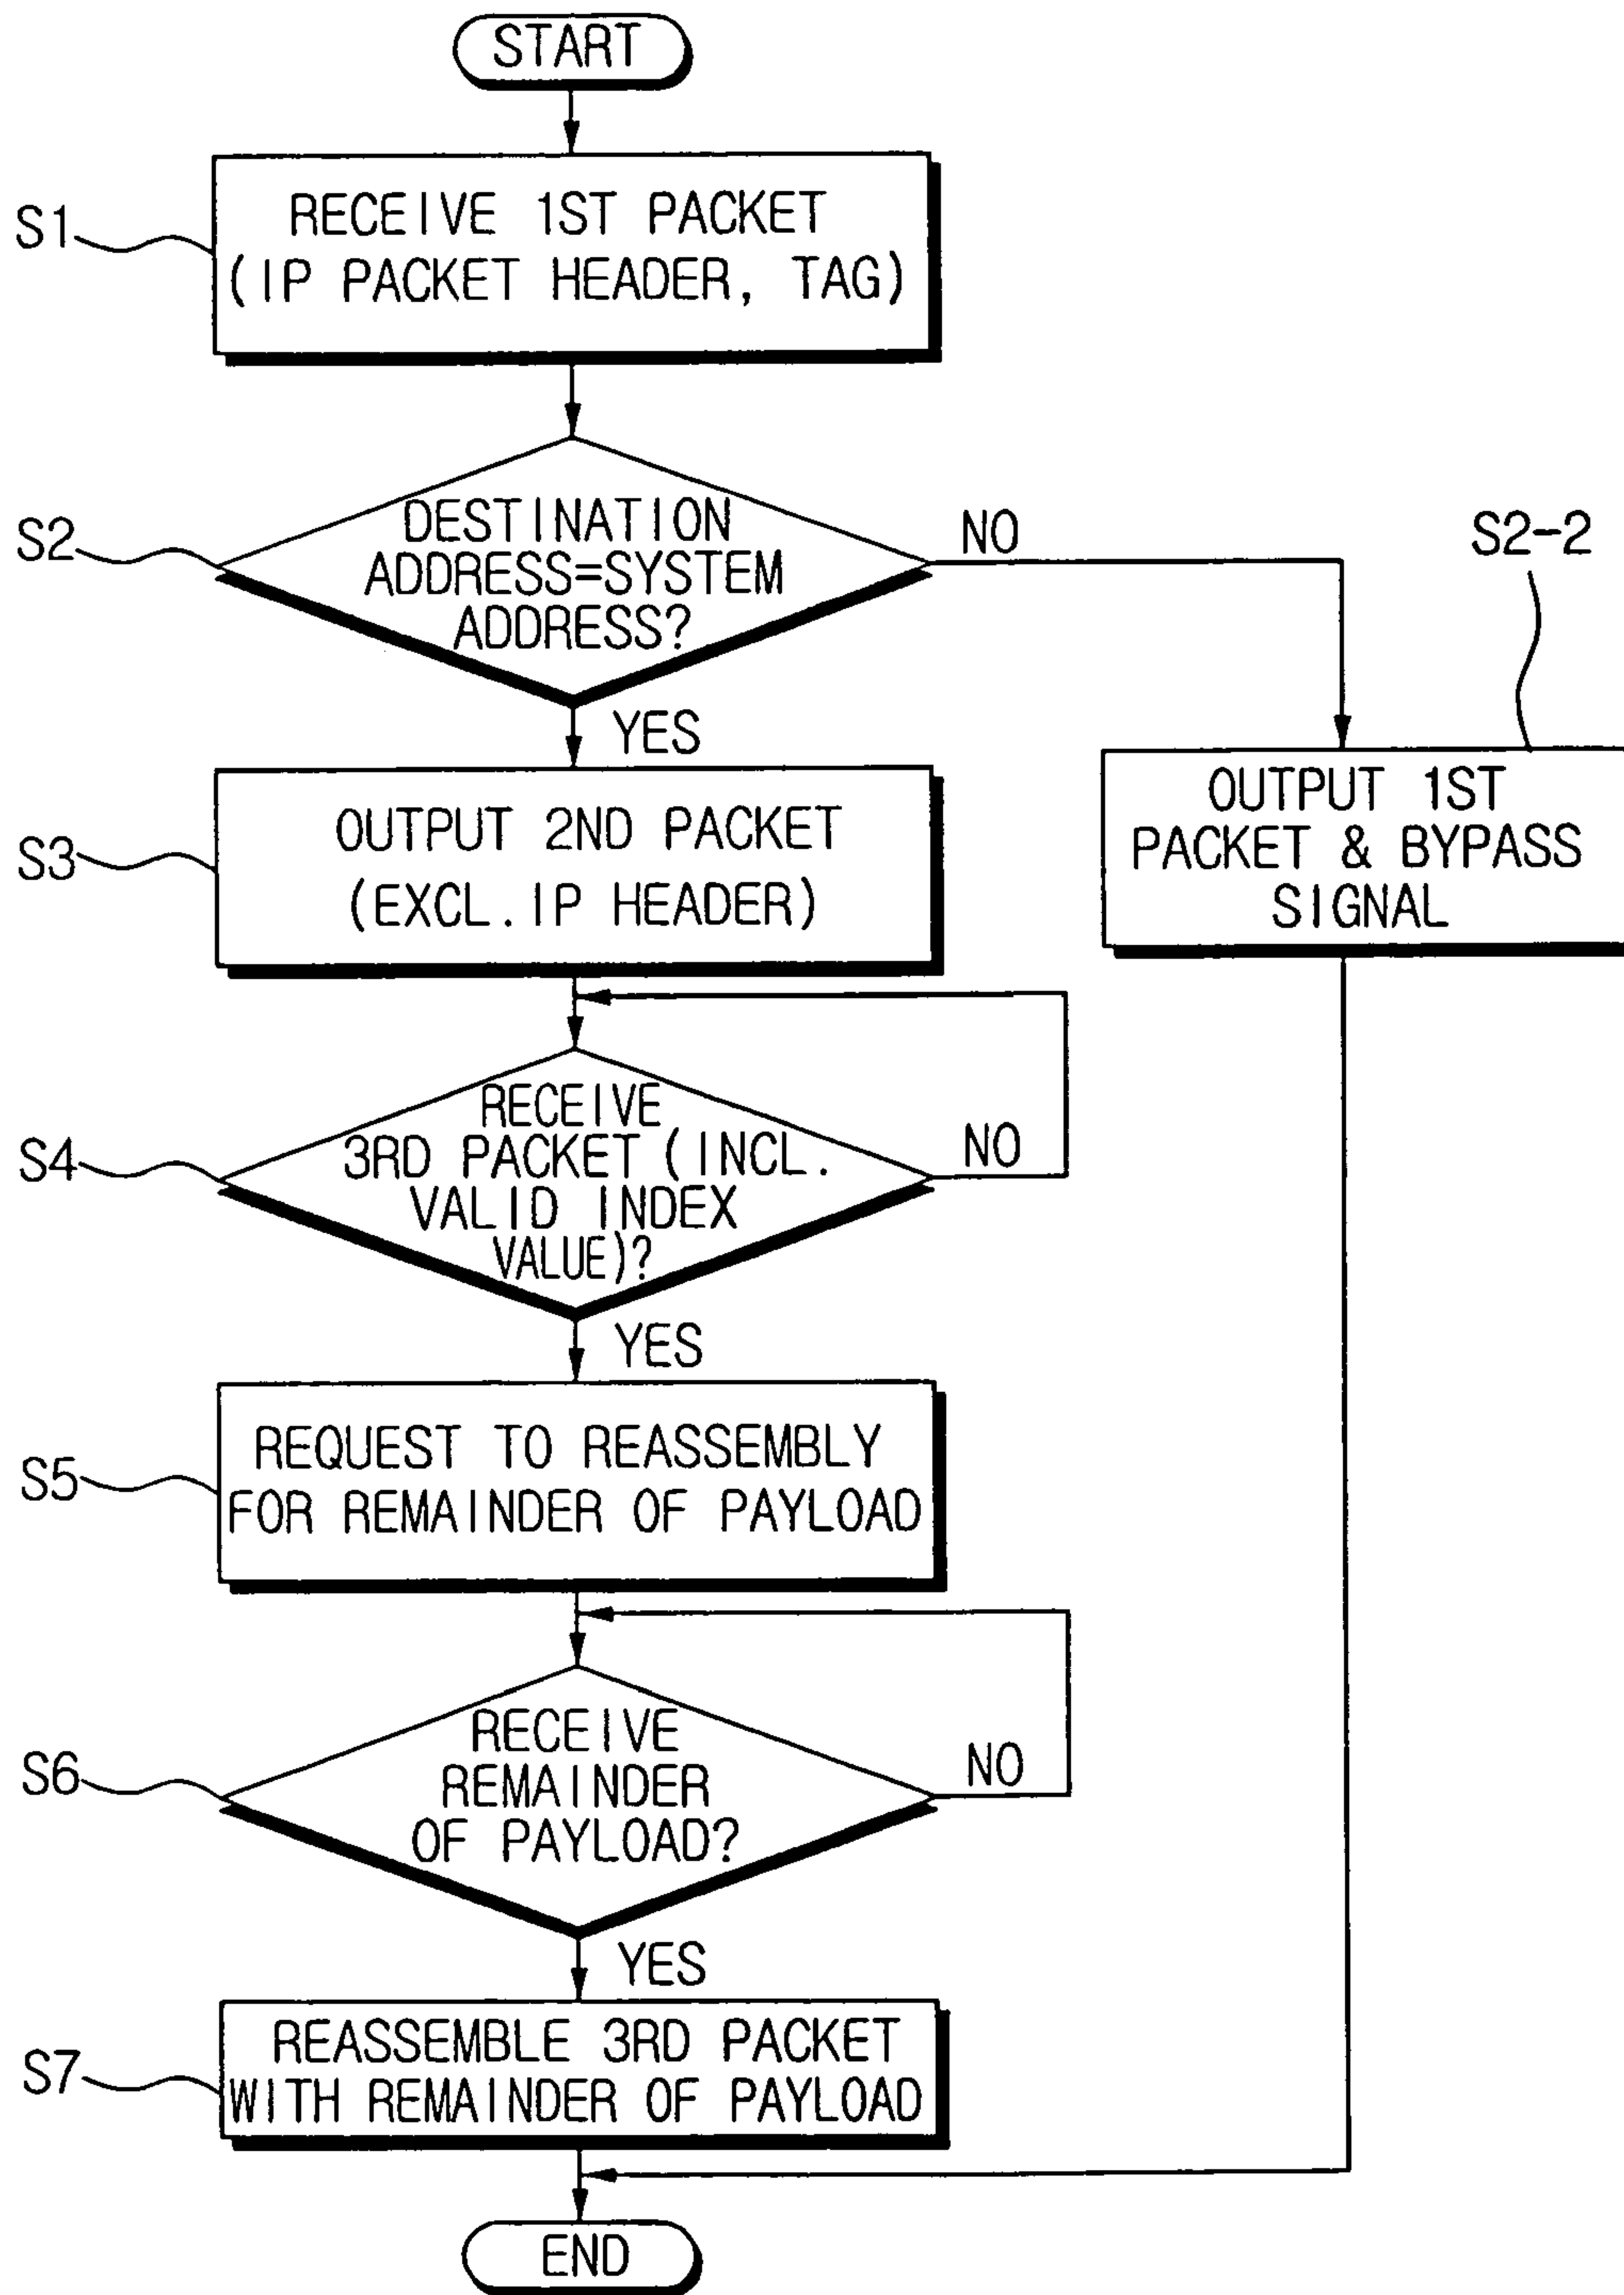 START
S1
RECEIVE 1ST PACKET
(IP PACKET HEADER, TAG)
S2
DESTINATION
ADDRESS=SYSTEM
ADDRESS?
NO
S2-2
YES
OUTPUT 1ST
PACKET & BYPASS
SIGNAL
S3
OUTPUT 2ND PACKET
(EXCL.IP HEADER)
S4
RECEIVE
3RD PACKET(INCL.
VALID INDEX
VALUE)?
NO
YES
S5
REQUEST TO REASSEMBLY
FOR REMAINDER OF PAYLOAD
S6
RECEIVE
REMAINDER
OF PAYLOAD?
NO
YES
S7
REASSEMBLE 3RD PACKET
WITH REMAINDER OF PAYLOAD
END